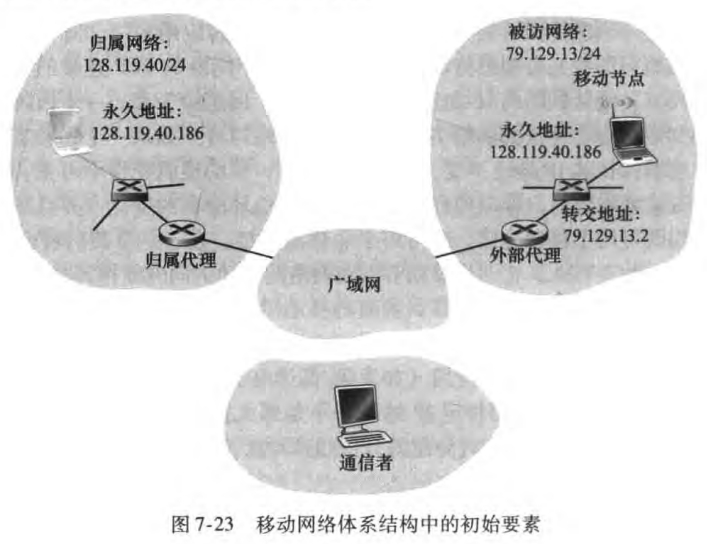 归属网络：
128.119.40/24
永久地址：
128.119.40.186
归属代理
被访网络：
79.129.13/24
移动节点
永久地址：
128.119.40.186
转交地址：
79.129.13.2
外部代理
广域网
通信者
图 7-23 移动网络体系结构中的初始要素